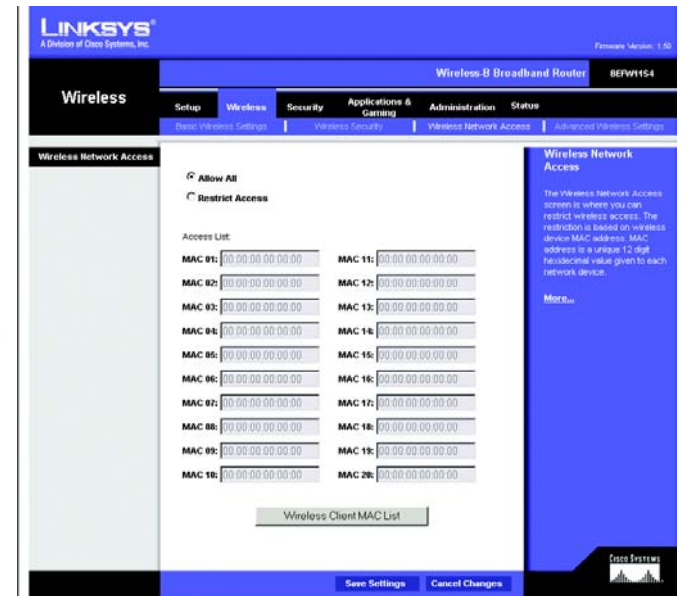 LINKSYS®
A Division of Cisco Systems, Inc.
Firmware Version: 1.50
Wireless-B Broadband Router BEFW11S4
Wireless
Setup Wireless Security Applications & Gaming Administration Status
Basic Wireless Settings Wireless Security Wireless Network Access Advanced Wireless Settings
Wireless Network Access
Allow All
Restrict Access
Access List:
MAC 01: 00:00:00:00:00:00 MAC 11: 00:00:00:00:00:00
MAC 02: 00:00:00:00:00:00 MAC 12: 00:00:00:00:00:00
MAC 03: 00:00:00:00:00:00 MAC 13: 00:00:00:00:00:00
MAC 04: 00:00:00:00:00:00 MAC 14: 00:00:00:00:00:00
MAC 05: 00:00:00:00:00:00 MAC 15: 00:00:00:00:00:00
MAC 06: 00:00:00:00:00:00 MAC 16: 00:00:00:00:00:00
MAC 07: 00:00:00:00:00:00 MAC 17: 00:00:00:00:00:00
MAC 08: 00:00:00:00:00:00 MAC 18: 00:00:00:00:00:00
MAC 09: 00:00:00:00:00:00 MAC 19: 00:00:00:00:00:00
MAC 10: 00:00:00:00:00:00 MAC 20: 00:00:00:00:00:00
Wireless Client MAC List
Wireless Network
Access
The Wireless Network Access
screen is where you can
restrict wireless access. The
restriction is based on wireless
device MAC address. MAC
address is a unique 12 digit
hexidecimal value given to each
network device.
More...
Save Settings Cancel Changes
CISCO SYSTEMS